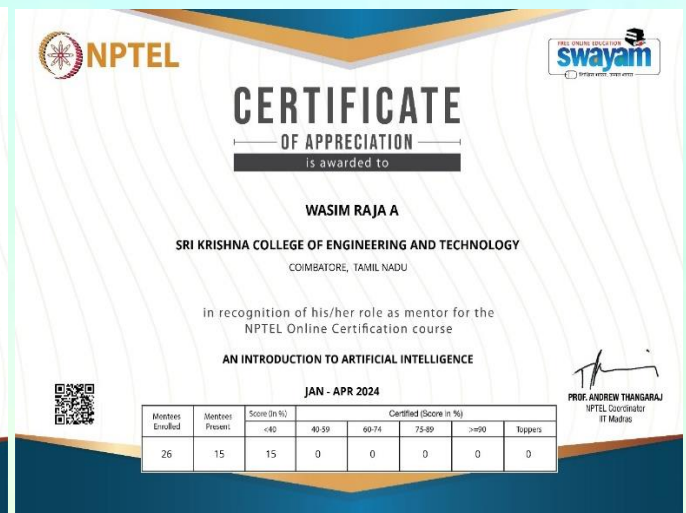 NPTEL
FREE ONLINE EDUCATION
swayam
शिक्षित भारत, उन्नत भारत
CERTIFICATE
OF APPRECIATION
is awarded to
WASIM RAJA A
SRI KRISHNA COLLEGE OF ENGINEERING AND TECHNOLOGY
COIMBATORE, TAMIL NADU
in recognition of his/her role as mentor for the
NPTEL Online Certification course
AN INTRODUCTION TO ARTIFICIAL INTELLIGENCE
JAN - APR 2024
PROF. ANDREW THANGARAJ
NPTEL Coordinator
IIT Madras
Mentees Enrolled Mentees Present Score (In %) Certified (Score in %)
<40 40-59 60-74 75-89 >=90 Toppers
26 15 15 0 0 0 0 0